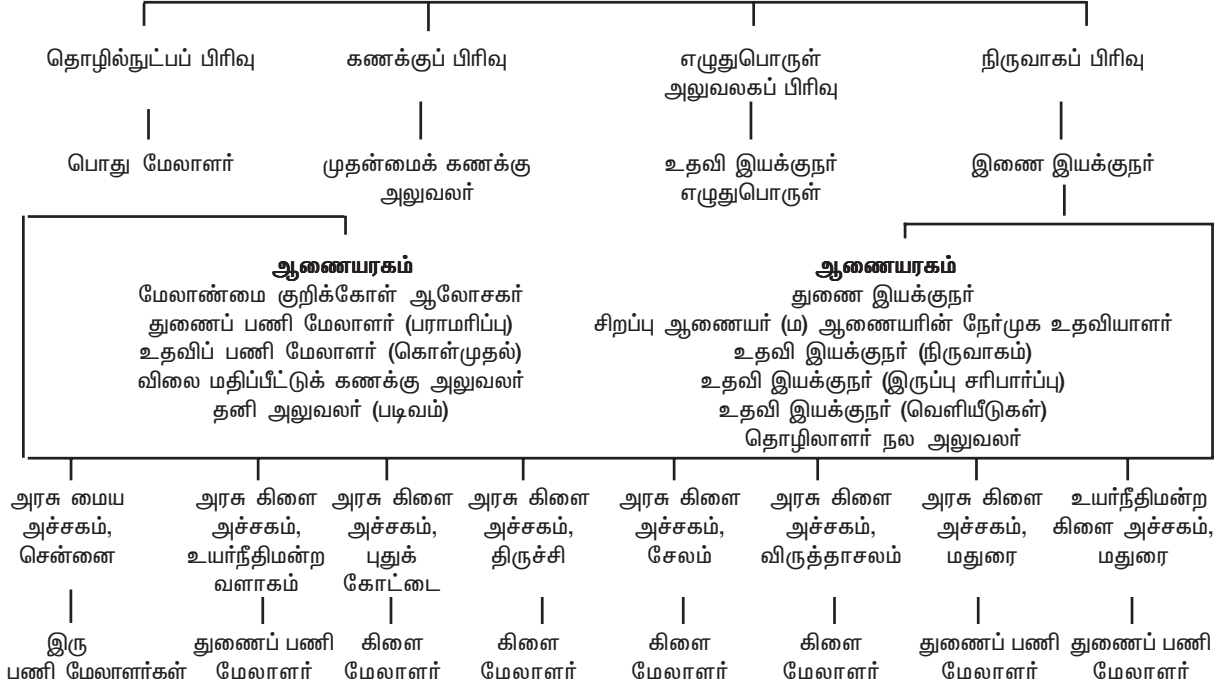 தொழில்நுட்பப் பிரிவு
கணக்குப் பிரிவு
எழுதுபொருள்
அலுவலகப் பிரிவு
நிருவாகப் பிரிவு
பொது மேலாளர்
முதன்மைக் கணக்கு
அலுவலர்
உதவி இயக்குநர்
எழுதுபொருள்
இணை இயக்குநர்
ஆணையரகம்
மேலாண்மை குறிக்கோள் ஆலோசகர்
துணைப் பணி மேலாளர் (பராமரிப்பு)
உதவிப் பணி மேலாளர் (கொள்முதல்)
விலை மதிப்பீட்டுக் கணக்கு அலுவலர்
தனி அலுவலர் (படிவம்)
ஆணையரகம்
துணை இயக்குநர்
சிறப்பு ஆணையர் (ம) ஆணையரின் நேர்முக உதவியாளர்
உதவி இயக்குநர் (நிருவாகம்)
உதவி இயக்குநர் (இருப்பு சரிபார்ப்பு)
உதவி இயக்குநர் (வெளியீடுகள்)
தொழிலாளர் நல அலுவலர்
அரசு மைய
அச்சகம்,
சென்னை
அரசு கிளை
அச்சகம்,
உயர்நீதிமன்ற
வளாகம்
அரசு கிளை
அச்சகம்,
புதுக்
கோட்டை
அரசு கிளை
அச்சகம்,
திருச்சி
அரசு கிளை
அச்சகம்,
சேலம்
அரசு கிளை
அச்சகம்,
விருத்தாசலம்
அரசு கிளை
அச்சகம்,
மதுரை
உயர்நீதிமன்ற
கிளை அச்சகம்,
மதுரை
இரு
பணி மேலாளர்கள்
துணைப் பணி
மேலாளர்
கிளை
மேலாளர்
கிளை
மேலாளர்
கிளை
மேலாளர்
கிளை
மேலாளர்
துணைப் பணி
மேலாளர்
துணைப் பணி
மேலாளர்